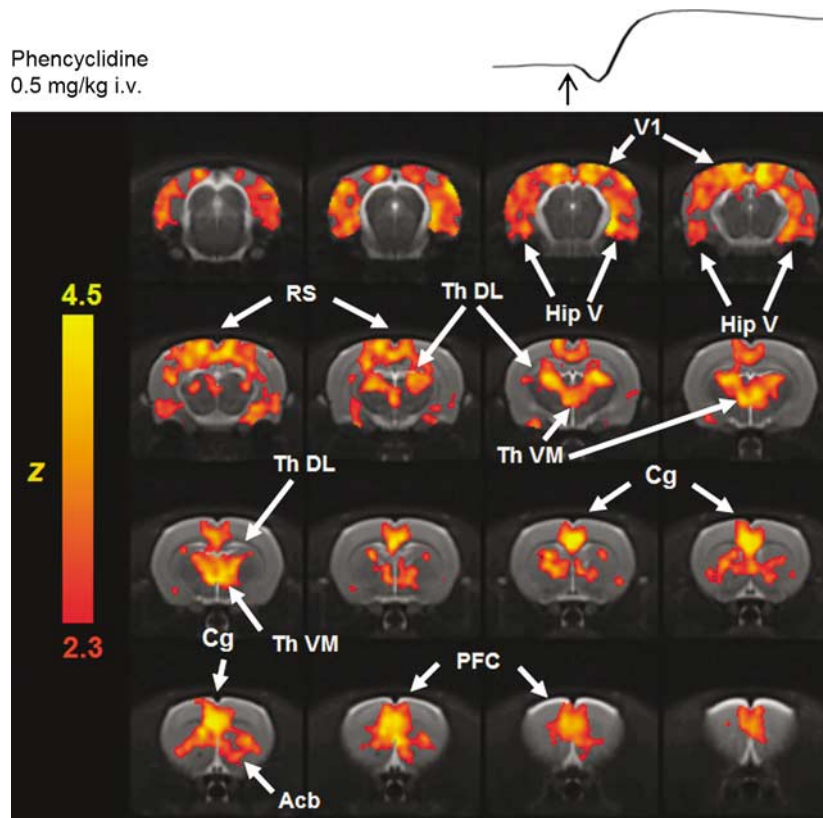 Phencyclidine
0.5 mg/kg i.v.
V1
Hip V
Hip V
RS
Th DL
Th VM
4.5
z
2.3
Th DL
Cg
Th VM
Cg
PFC
Acb